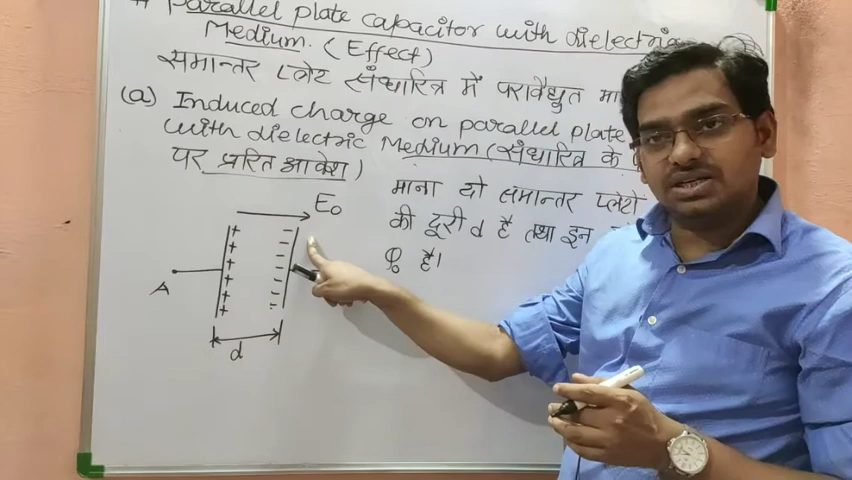 # Parallel plate capacitor with dielectric
Medium. (Effect)
समान्तर प्लेट संधारित्र में परावैद्युत
(a) Induced charge on parallel plate
with dielectric Medium (संधारित्र के
पर प्रेरित आवेश)
माना दो समान्तर प्लेटो
की दूरी d है तथा इन
है।
E₀
A
d
+
+
+
+
+
+
+
+